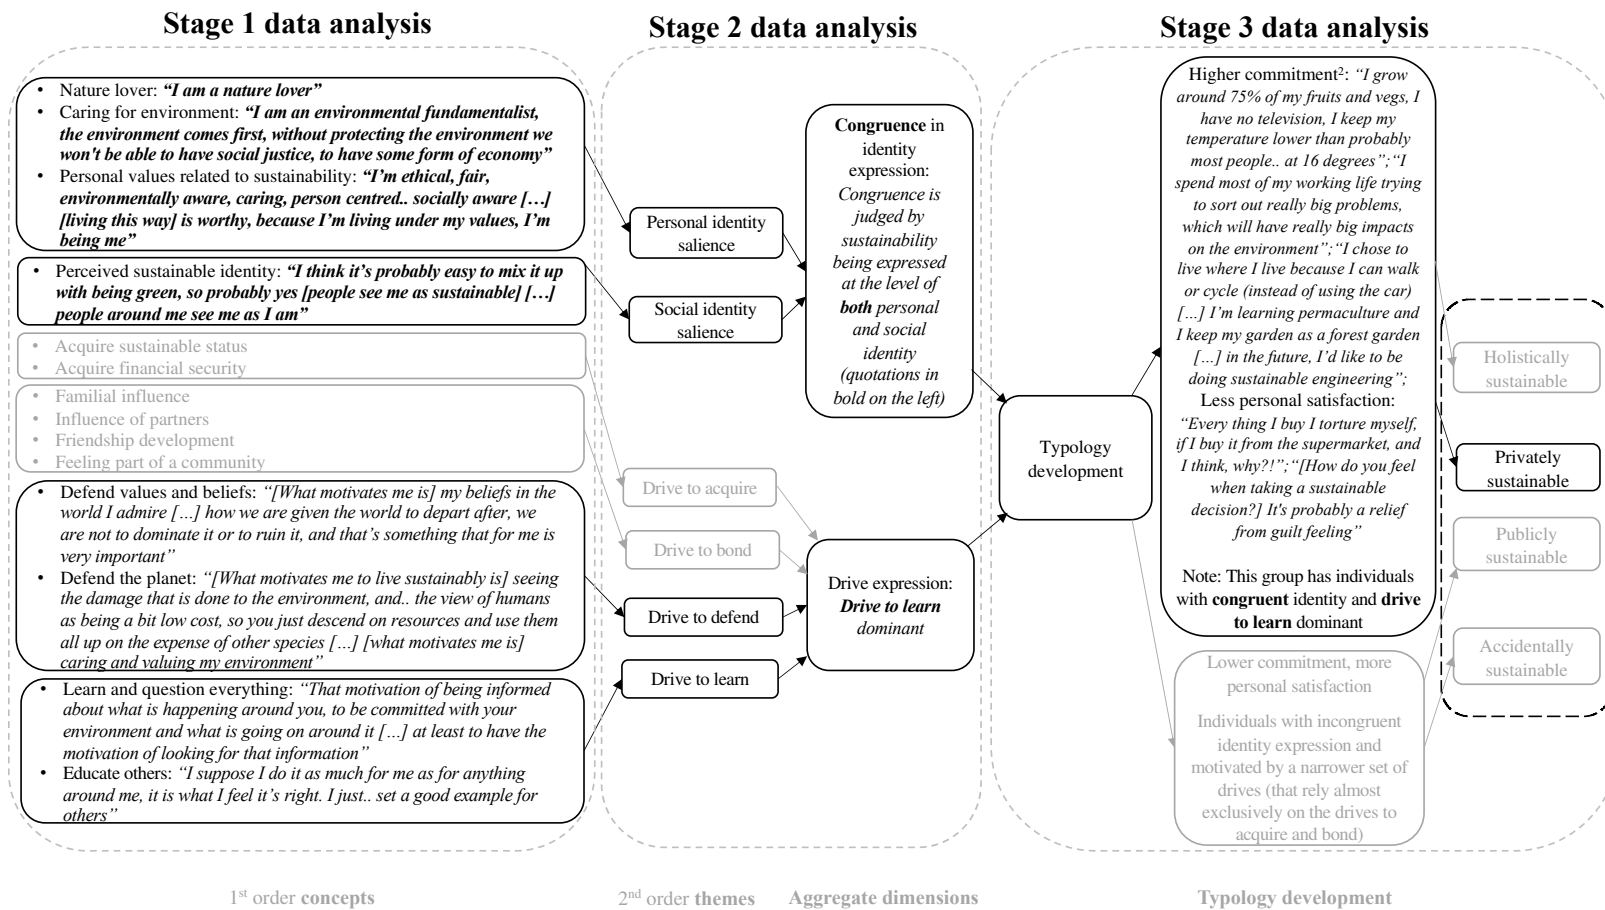 Stage 1 data analysis
• Nature lover: “I am a nature lover”
• Caring for environment: “I am an environmental fundamentalist,
the environment comes first, without protecting the environment we
won't be able to have social justice, to have some form of economy”
• Personal values related to sustainability: “I’m ethical, fair,
environmentally aware, caring, person centred.. socially aware […]
[living this way] is worthy, because I’m living under my values, I’m
being me”
• Perceived sustainable identity: “I think it’s probably easy to mix it up
with being green, so probably yes [people see me as sustainable] […]
people around me see me as I am”
• Acquire sustainable status
• Acquire financial security
• Familial influence
• Influence of partners
• Friendship development
• Feeling part of a community
• Defend values and beliefs: “[What motivates me is] my beliefs in the
world I admire […] how we are given the world to depart after, we
are not to dominate it or to ruin it, and that’s something that for me is
very important”
• Defend the planet: “[What motivates me to live sustainably is] seeing
the damage that is done to the environment, and.. the view of humans
as being a bit low cost, so you just descend on resources and use them
all up on the expense of other species […] [what motivates me is]
caring and valuing my environment”
• Learn and question everything: “That motivation of being informed
about what is happening around you, to be committed with your
environment and what is going on around it […] at least to have the
motivation of looking for that information”
• Educate others: “I suppose I do it as much for me as for anything
around me, it is what I feel it’s right. I just.. set a good example for
others”
1st order concepts
Stage 2 data analysis
Personal identity
salience
Social identity
salience
Drive to acquire
Drive to bond
Drive to defend
Drive to learn
Congruence in
identity
expression:
Congruence is
judged by
sustainability
being expressed
at the level of
both personal
and social
identity
(quotations in
bold on the left)
Drive expression:
Drive to learn
dominant
2nd order themes
Aggregate dimensions
Stage 3 data analysis
Typology
development
Higher commitment2: “I grow
around 75% of my fruits and vegs, I
have no television, I keep my
temperature lower than probably
most people.. at 16 degrees”;“I
spend most of my working life trying
to sort out really big problems,
which will have really big impacts
on the environment”;“I chose to
live where I live because I can walk
or cycle (instead of using the car)
[…] I’m learning permaculture and
I keep my garden as a forest garden
[…] in the future, I’d like to be
doing sustainable engineering”;
Less personal satisfaction:
“Every thing I buy I torture myself,
if I buy it from the supermarket, and
I think, why?!”;“[How do you feel
when taking a sustainable
decision?] It's probably a relief
from guilt feeling”
Note: This group has individuals
with congruent identity and drive
to learn dominant
Lower commitment, more
personal satisfaction
Individuals with incongruent
identity expression and
motivated by a narrower set of
drives (that rely almost
exclusively on the drives to
acquire and bond)
Holistically
sustainable
Privately
sustainable
Publicly
sustainable
Accidentally
sustainable
Typology development